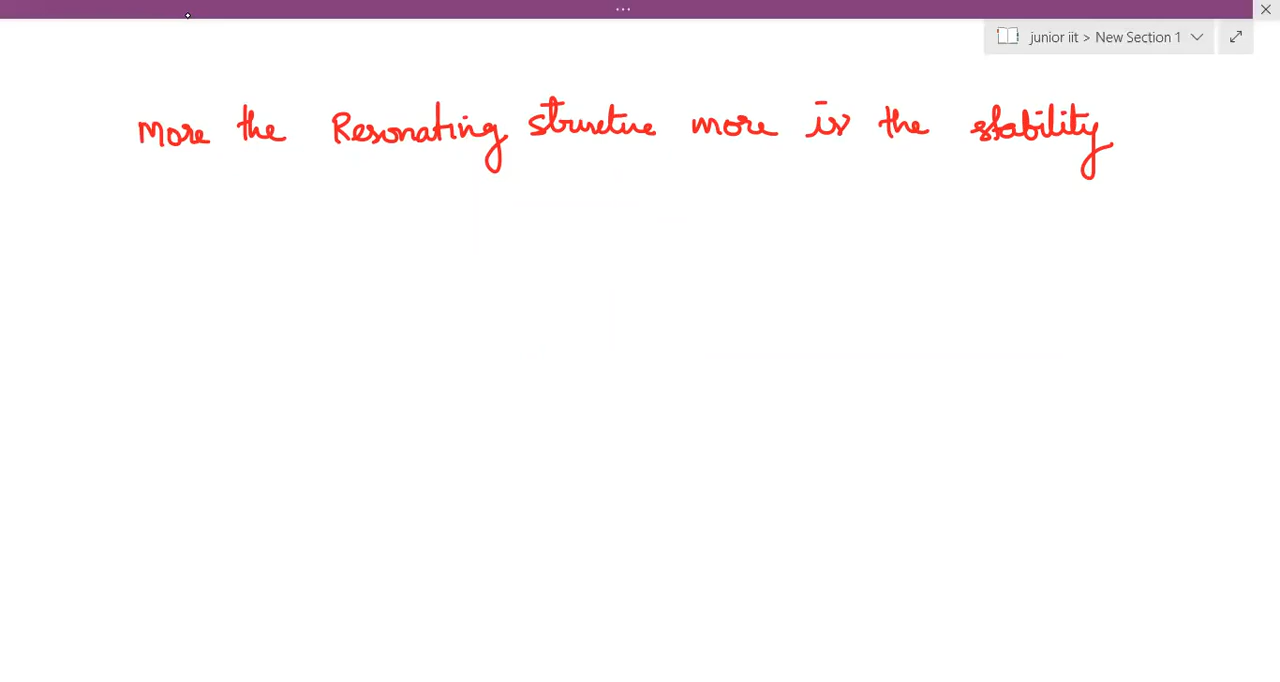 ...
junior iit > New Section 1
More the Resonating structure more is the stability